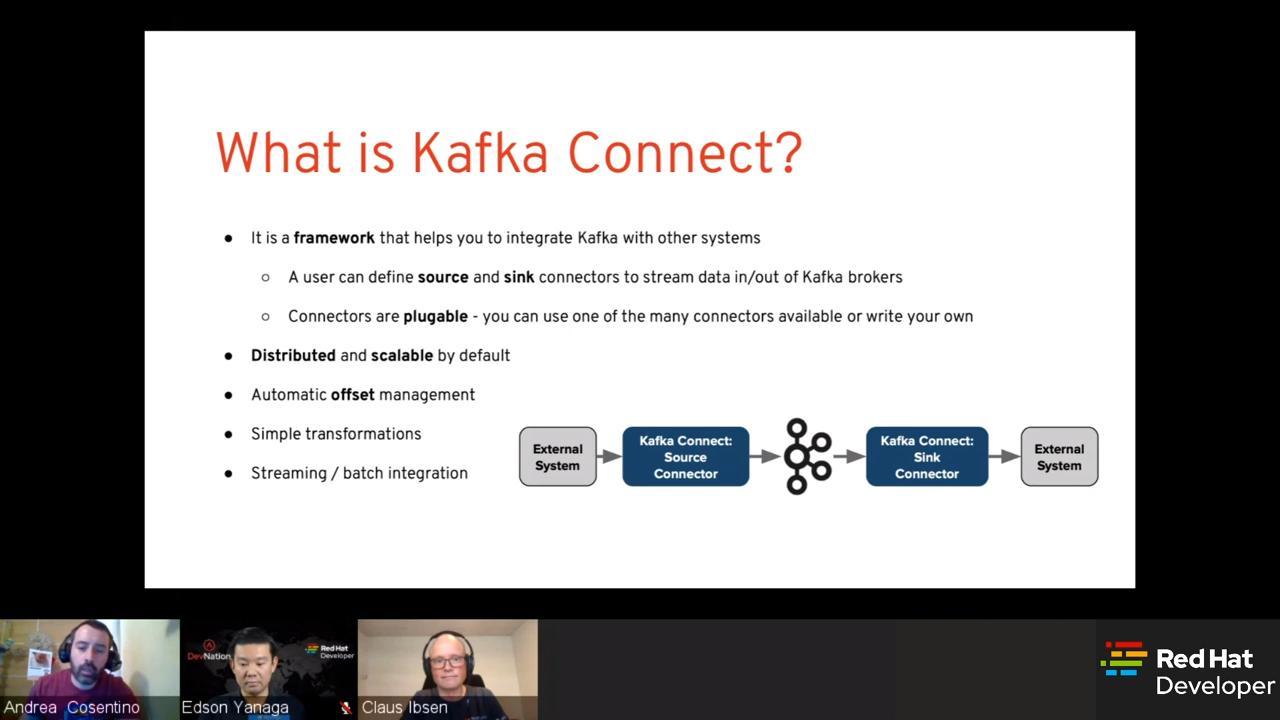 What is Kafka Connect?
● It is a framework that helps you to integrate Kafka with other systems
○ A user can define source and sink connectors to stream data in/out of Kafka brokers
○ Connectors are plugable - you can use one of the many connectors available or write your own
● Distributed and scalable by default
● Automatic offset management
● Simple transformations
● Streaming / batch integration
External
System
Kafka Connect:
Source
Connector
Kafka Connect:
Sink
Connector
External
System
DevNation
Red Hat
Developer
Andrea Cosentino
Edson Yanaga
Claus Ibsen
Red Hat
Developer